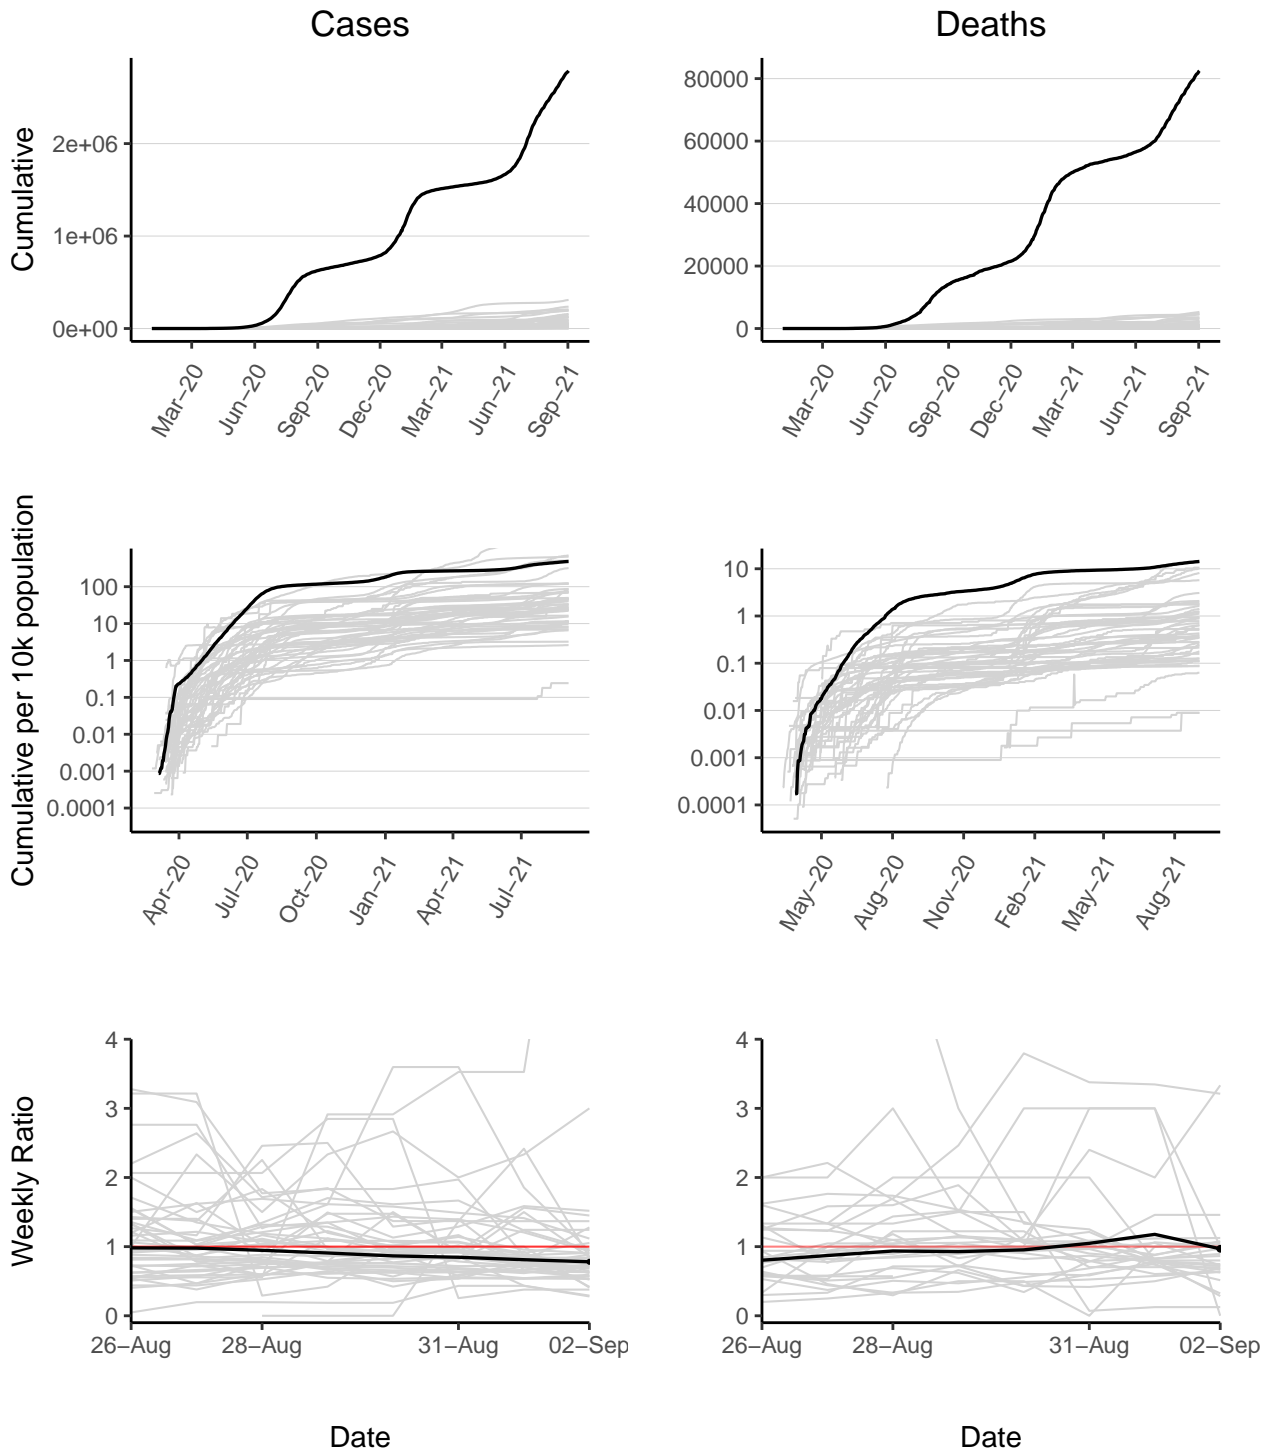 Cases
Deaths
Cumulative
2e+06
1e+06
0e+00
Mar−20
Jun−20
Sep−20
Dec−20
Mar−21
Jun−21
Sep−21
80000
60000
40000
20000
0
Mar−20
Jun−20
Sep−20
Dec−20
Mar−21
Jun−21
Sep−21
Cumulative per 10k population
100
10
1
0.1
0.01
0.001
0.0001
Apr−20
Jul−20
Oct−20
Jan−21
Apr−21
Jul−21
10
1
0.1
0.01
0.001
0.0001
May−20
Aug−20
Nov−20
Feb−21
May−21
Aug−21
Weekly Ratio
4
3
2
1
0
26−Aug
28−Aug
31−Aug
02−Sep
4
3
2
1
0
26−Aug
28−Aug
31−Aug
02−Sep
Date
Date